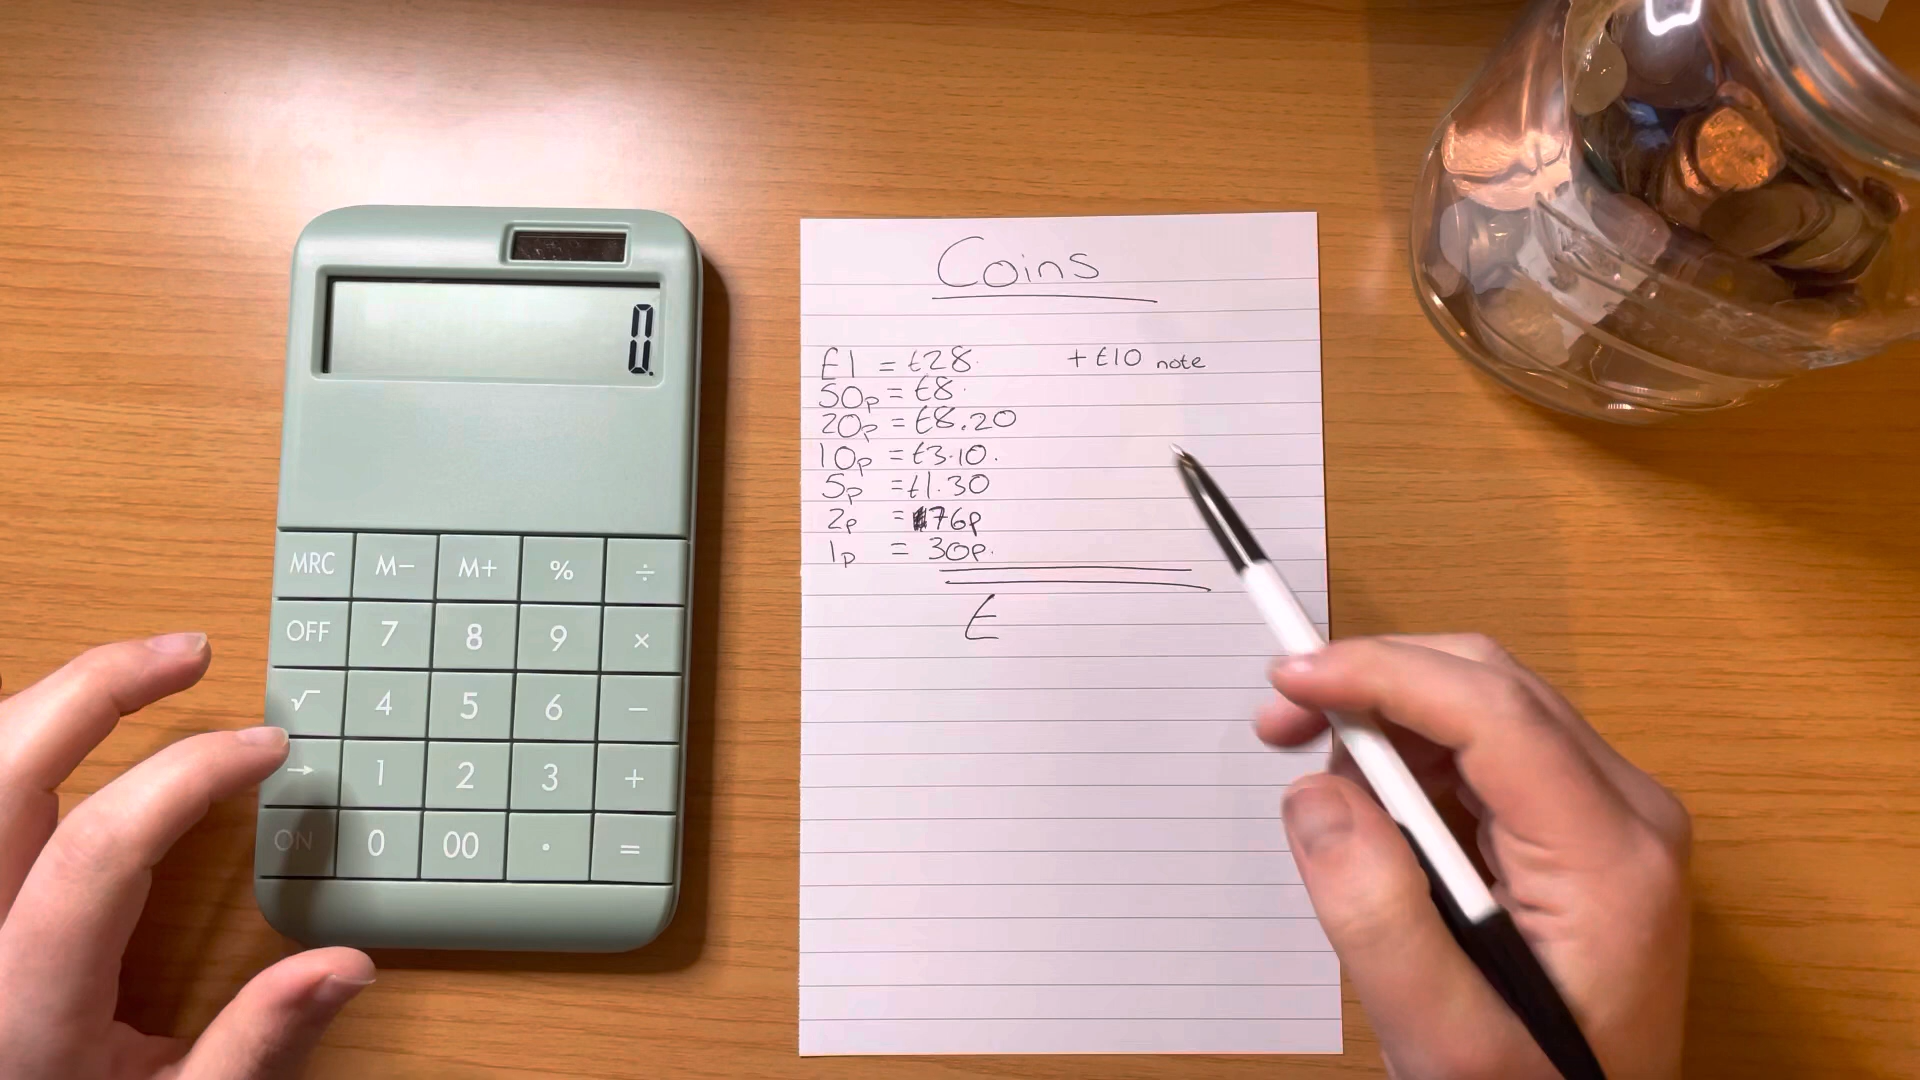 0.
MRC M− M+ % ÷
OFF 7 8 9 ×
√ 4 5 6 −
→ 1 2 3 +
ON 0 00 . =
Coins
£1 = £28. + £10 note
50p = £8.
20p = £8.20
10p = £3.10.
5p = £1.30
2p = 76p
1p = 30p.
£